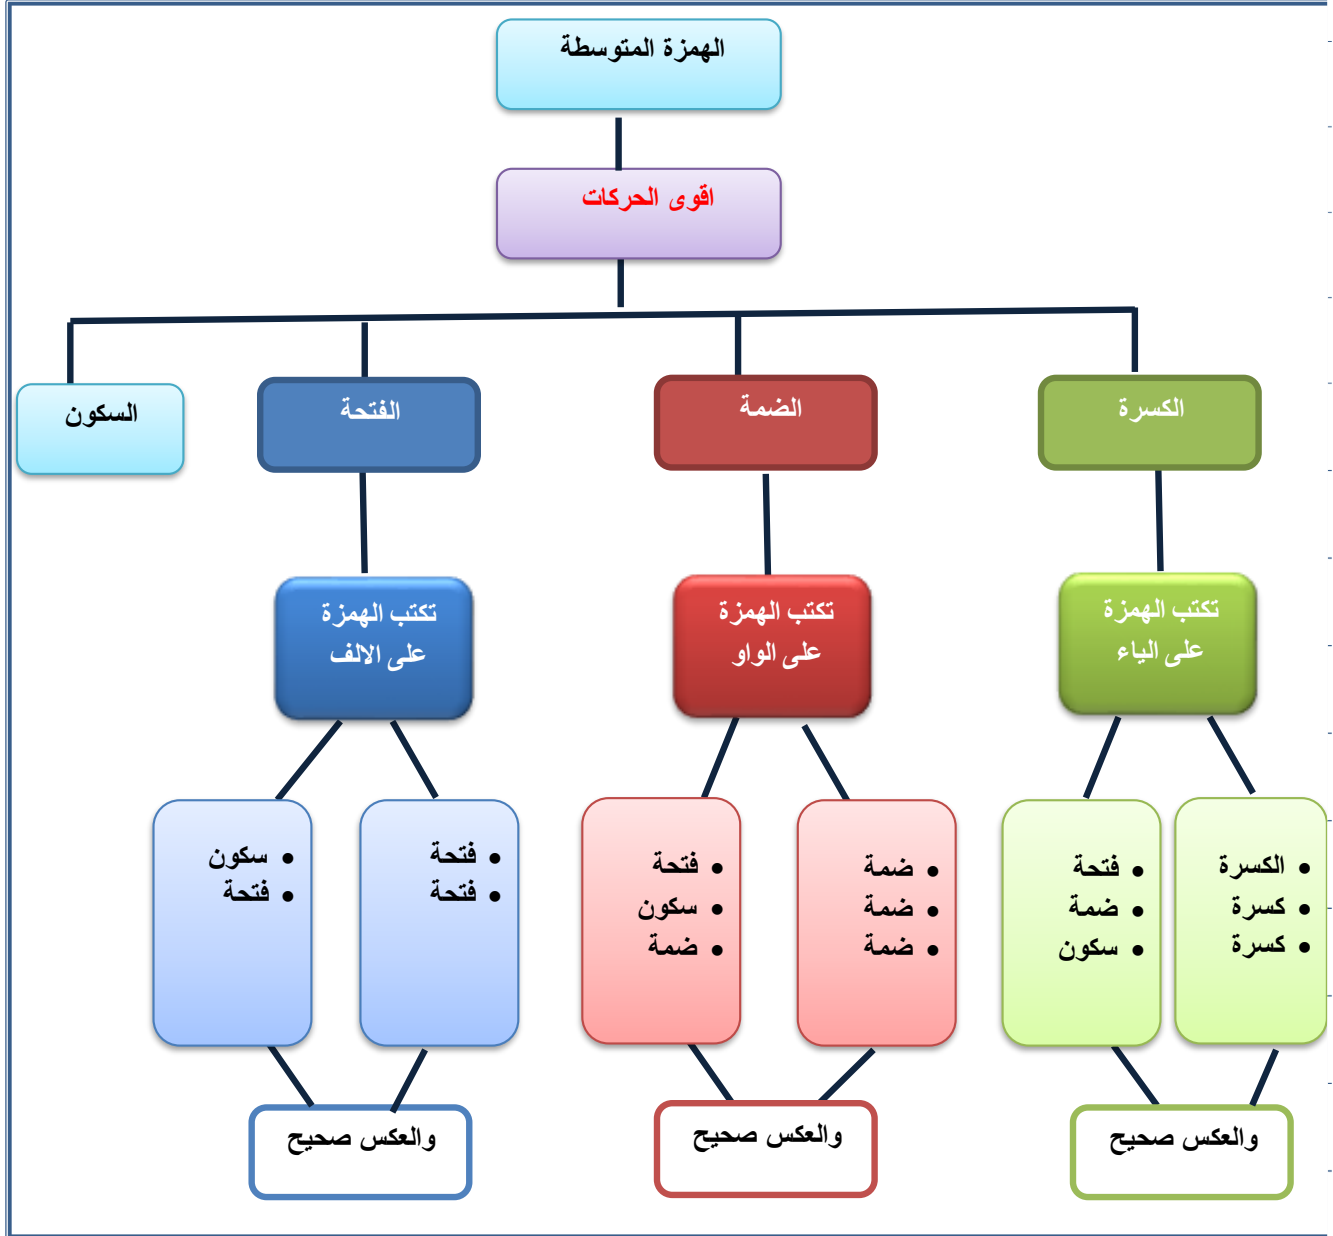 الهمزة المتوسطة
اقوى الحركات
الكسرة
الضمة
الفتحة
السكون
تكتب الهمزة
على الياء
تكتب الهمزة
على الواو
تكتب الهمزة
على الالف
• الكسرة
• كسرة
• كسرة
• فتحة
• ضمة
• سكون
• ضمة
• ضمة
• ضمة
• فتحة
• سكون
• ضمة
• فتحة
• فتحة
• سكون
• فتحة
والعكس صحيح
والعكس صحيح
والعكس صحيح